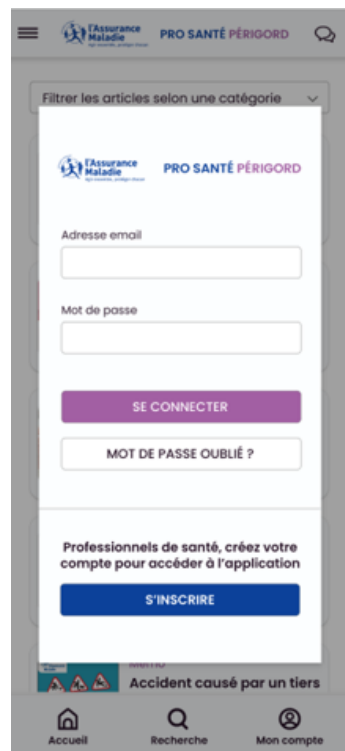 l'Assurance
Maladie
PRO SANTÉ PÉRIGORD
Filtrer les articles selon une catégorie
l'Assurance
Maladie
PRO SANTÉ PÉRIGORD
Adresse email
Mot de passe
SE CONNECTER
MOT DE PASSE OUBLIÉ ?
Professionnels de santé, créez votre
compte pour accéder à l'application
S'INSCRIRE
Mémo
Accident causé par un tiers
Accueil
Recherche
Mon compte